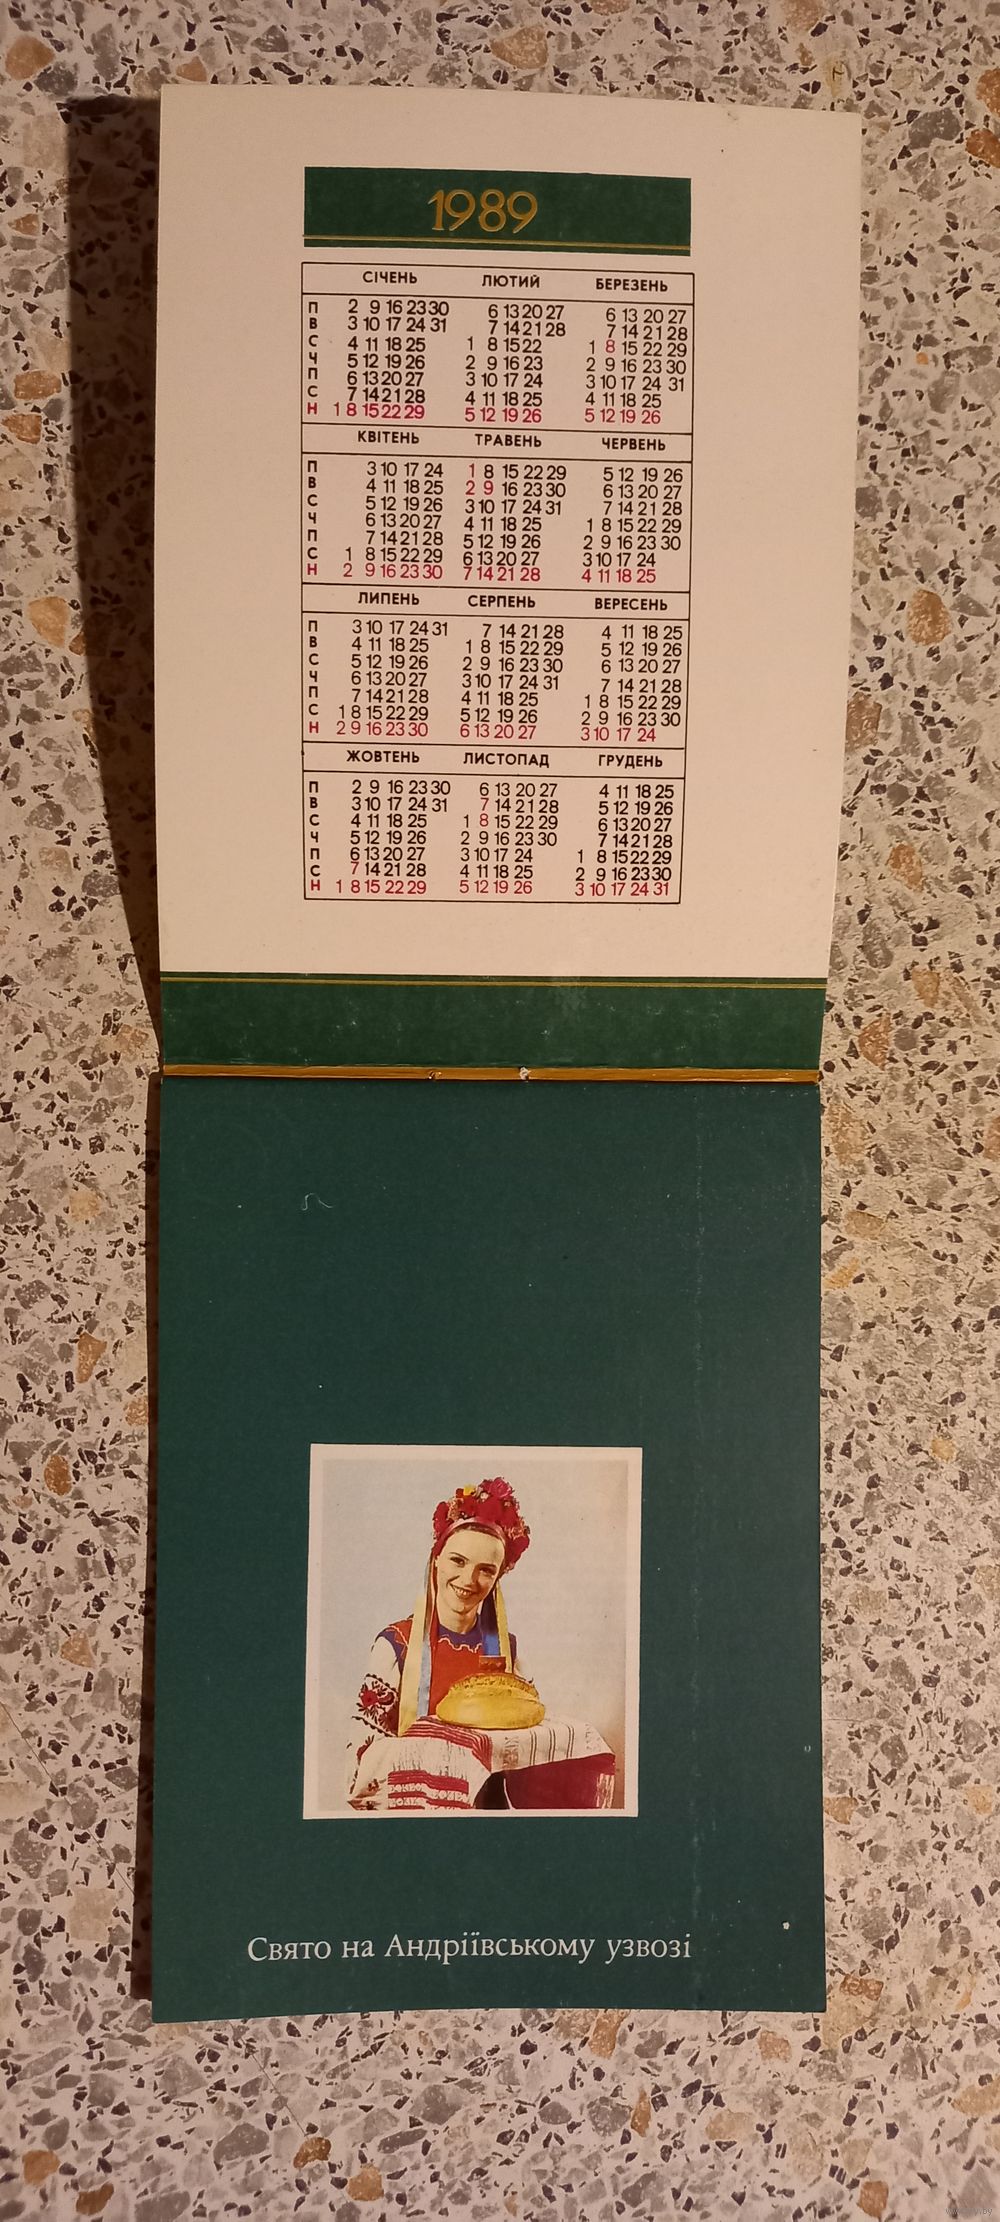 1989
СІЧЕНЬ ЛЮТИЙ БЕРЕЗЕНЬ
П 2 9 16 23 30 6 13 20 27 6 13 20 27
В 3 10 17 24 31 7 14 21 28 7 14 21 28
С 4 11 18 25 1 8 15 22 1 8 15 22 29
Ч 5 12 19 26 2 9 16 23 2 9 16 23 30
П 6 13 20 27 3 10 17 24 3 10 17 24 31
С 7 14 21 28 4 11 18 25 4 11 18 25
Н 1 8 15 22 29 5 12 19 26 5 12 19 26
КВІТЕНЬ ТРАВЕНЬ ЧЕРВЕНЬ
П 3 10 17 24 1 8 15 22 29 5 12 19 26
В 4 11 18 25 2 9 16 23 30 6 13 20 27
С 5 12 19 26 3 10 17 24 31 7 14 21 28
Ч 6 13 20 27 4 11 18 25 1 8 15 22 29
П 7 14 21 28 5 12 19 26 2 9 16 23 30
С 1 8 15 22 29 6 13 20 27 3 10 17 24
Н 2 9 16 23 30 7 14 21 28 4 11 18 25
ЛИПЕНЬ СЕРПЕНЬ ВЕРЕСЕНЬ
П 3 10 17 24 31 7 14 21 28 4 11 18 25
В 4 11 18 25 1 8 15 22 29 5 12 19 26
С 5 12 19 26 2 9 16 23 30 6 13 20 27
Ч 6 13 20 27 3 10 17 24 31 7 14 21 28
П 7 14 21 28 4 11 18 25 1 8 15 22 29
С 1 8 15 22 29 5 12 19 26 2 9 16 23 30
Н 2 9 16 23 30 6 13 20 27 3 10 17 24
ЖОВТЕНЬ ЛИСТОПАД ГРУДЕНЬ
П 2 9 16 23 30 6 13 20 27 4 11 18 25
В 3 10 17 24 31 7 14 21 28 5 12 19 26
С 4 11 18 25 1 8 15 22 29 6 13 20 27
Ч 5 12 19 26 2 9 16 23 30 7 14 21 28
П 6 13 20 27 3 10 17 24 1 8 15 22 29
С 7 14 21 28 4 11 18 25 2 9 16 23 30
Н 1 8 15 22 29 5 12 19 26 3 10 17 24 31
Свято на Андріївському узвозі